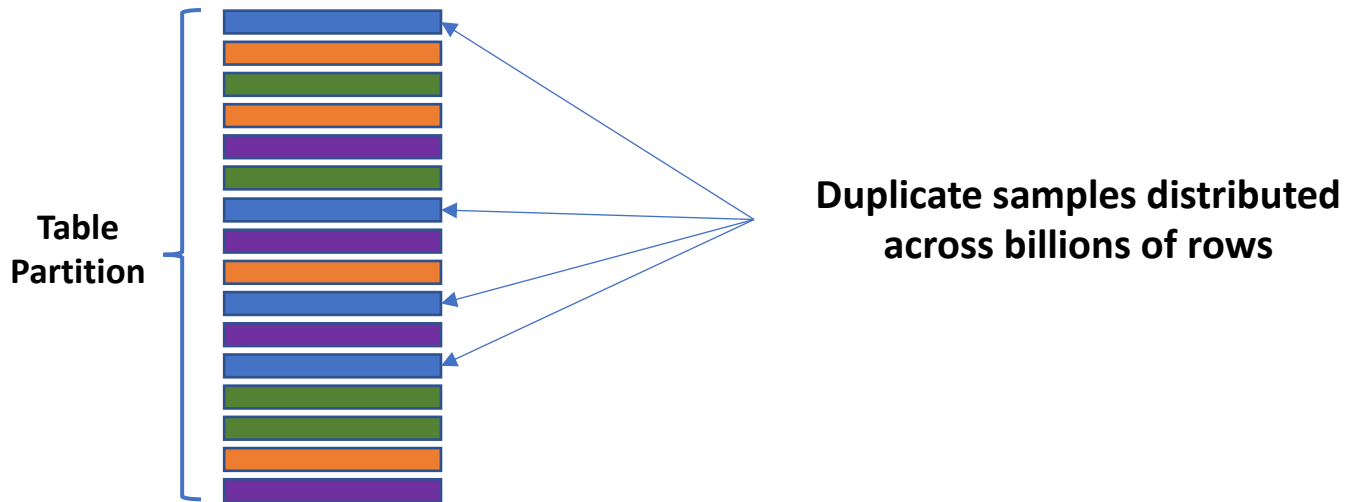 Table
Partition
Duplicate samples distributed
across billions of rows